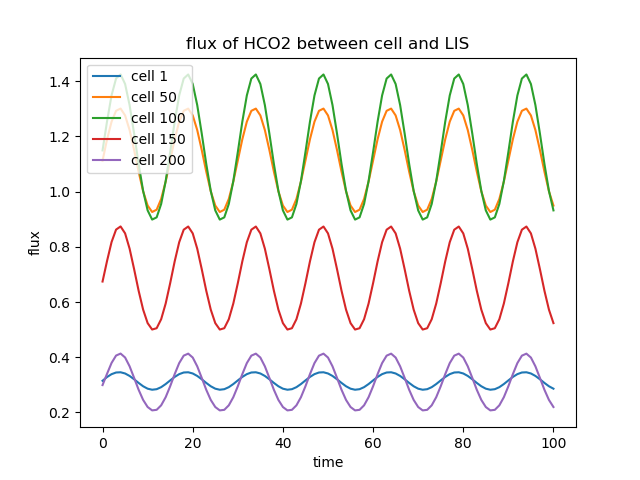 flux of HCO2 between cell and LIS
cell 1
cell 50
cell 100
cell 150
cell 200
1.4
1.2
1.0
0.8
0.6
0.4
0.2
flux
0 20 40 60 80 100
time